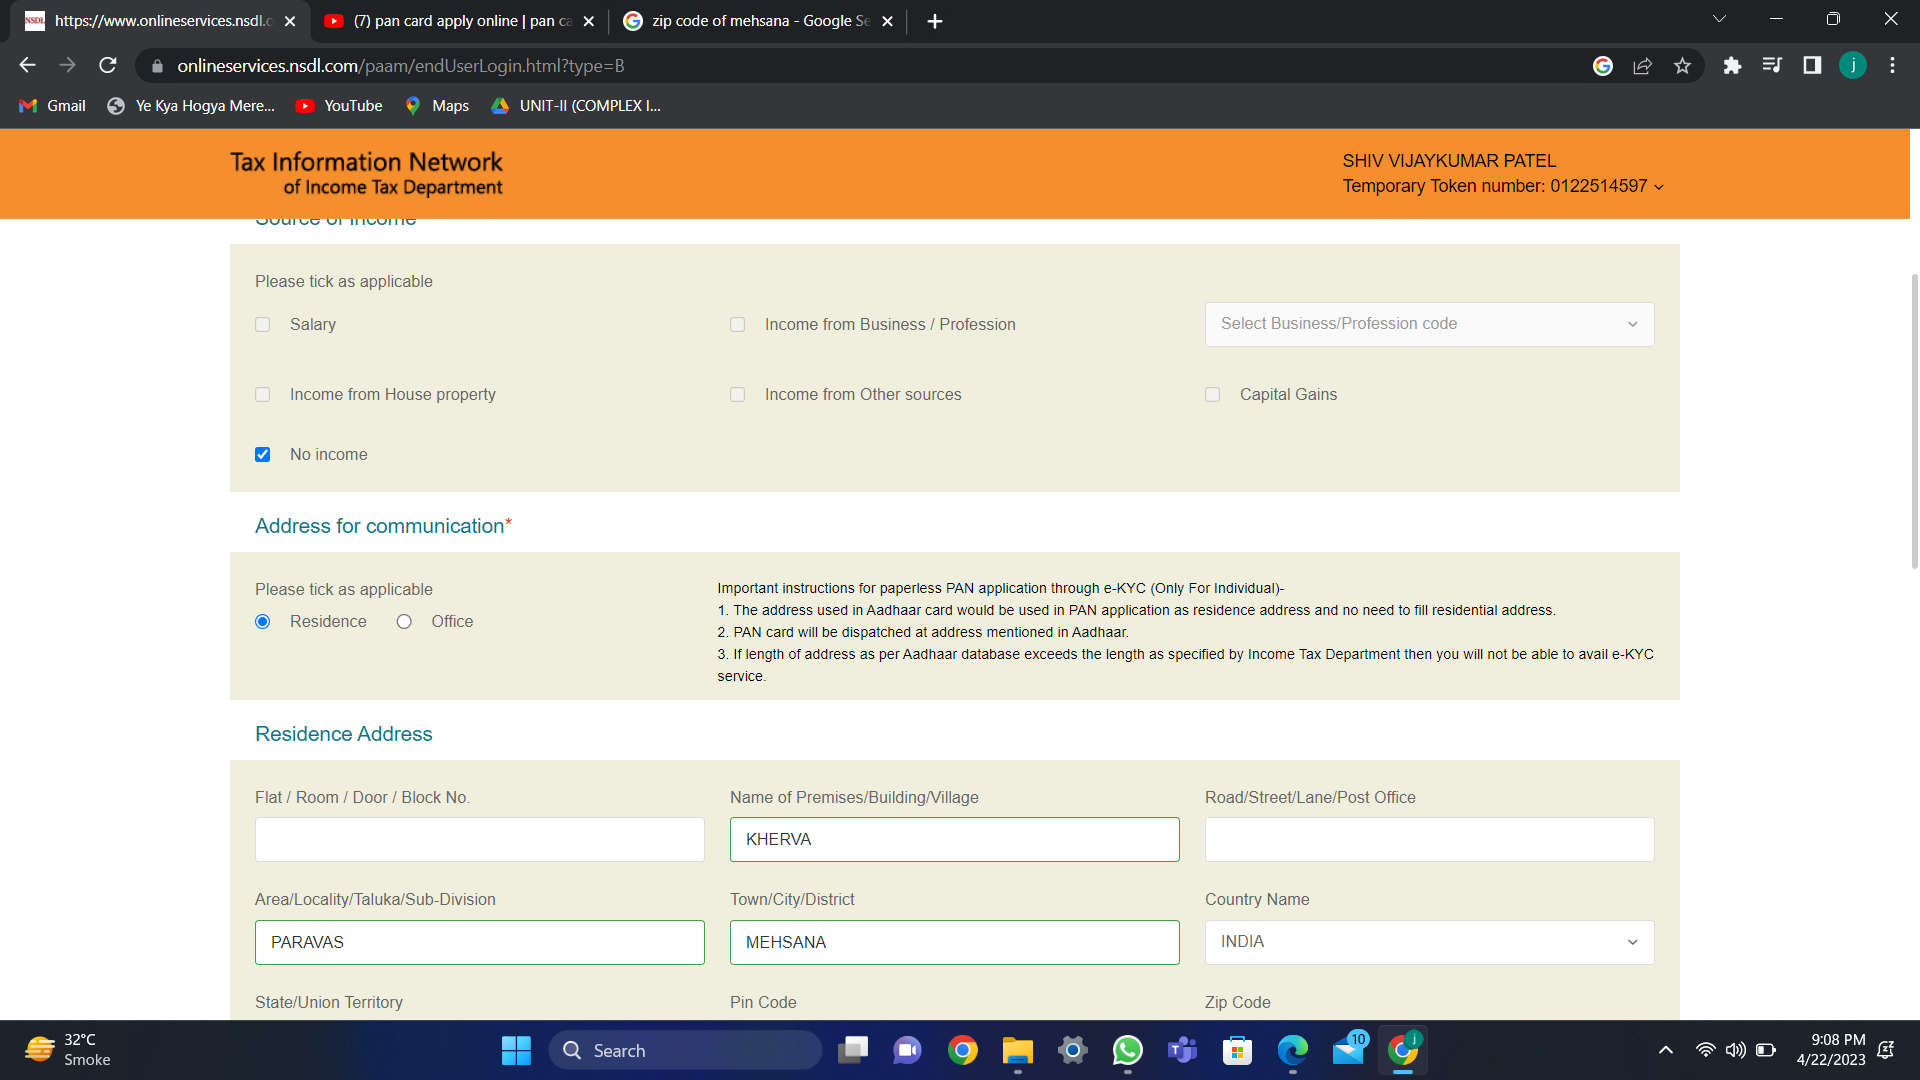 https://www.onlineservices.nsdl.c
(7) pan card apply online | pan ca
zip code of mehsana - Google Se
onlineservices.nsdl.com/paam/endUserLogin.html?type=B
j
Gmail
Ye Kya Hogya Mere...
YouTube
Maps
UNIT-II (COMPLEX I...
Tax Information Network
of Income Tax Department
SHIV VIJAYKUMAR PATEL
Temporary Token number: 0122514597
Source of Income
Please tick as applicable
Salary
Income from Business / Profession
Select Business/Profession code
Income from House property
Income from Other sources
Capital Gains
No income
Address for communication*
Please tick as applicable
Residence
Office
Important instructions for paperless PAN application through e-KYC (Only For Individual)-
1. The address used in Aadhaar card would be used in PAN application as residence address and no need to fill residential address.
2. PAN card will be dispatched at address mentioned in Aadhaar.
3. If length of address as per Aadhaar database exceeds the length as specified by Income Tax Department then you will not be able to avail e-KYC
service.
Residence Address
Flat / Room / Door / Block No.
Name of Premises/Building/Village
Road/Street/Lane/Post Office
KHERVA
Area/Locality/Taluka/Sub-Division
Town/City/District
Country Name
PARAVAS
MEHSANA
INDIA
State/Union Territory
Pin Code
Zip Code
32°C
Smoke
Search
10
j
9:08 PM
4/22/2023